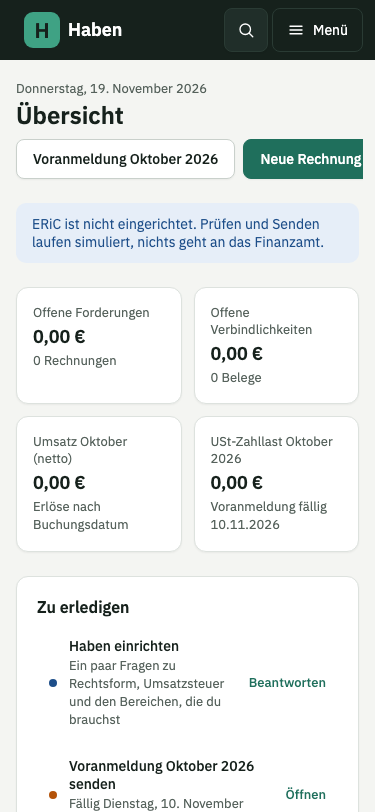 H Haben
Menü
Donnerstag, 19. November 2026
Übersicht
Voranmeldung Oktober 2026
Neue Rechnung
ERiC ist nicht eingerichtet. Prüfen und Senden
laufen simuliert, nichts geht an das Finanzamt.
Offene Forderungen
0,00 €
0 Rechnungen
Offene
Verbindlichkeiten
0,00 €
0 Belege
Umsatz Oktober
(netto)
0,00 €
Erlöse nach
Buchungsdatum
USt-Zahllast Oktober
2026
0,00 €
Voranmeldung fällig
10.11.2026
Zu erledigen
Haben einrichten
Ein paar Fragen zu
Rechtsform, Umsatzsteuer
und den Bereichen, die du
brauchst
Beantworten
Voranmeldung Oktober 2026
senden
Fällig Dienstag, 10. November
Öffnen